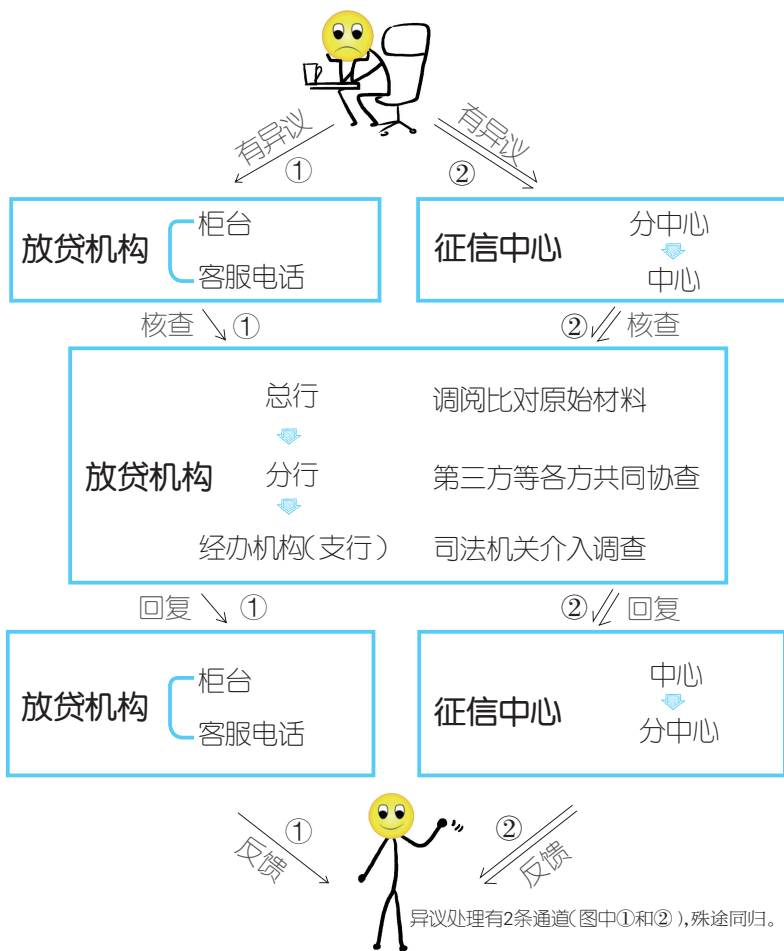 有异议
①
有异议
②
放贷机构
柜台
客服电话
征信中心
分中心
中心
核查 ①
② 核查
放贷机构
总行
分行
经办机构(支行)
调阅比对原始材料
第三方等各方共同协查
司法机关介入调查
回复 ①
② 回复
放贷机构
柜台
客服电话
征信中心
中心
分中心
①
反馈
②
反馈
异议处理有2条通道(图中①和②),殊途同归。